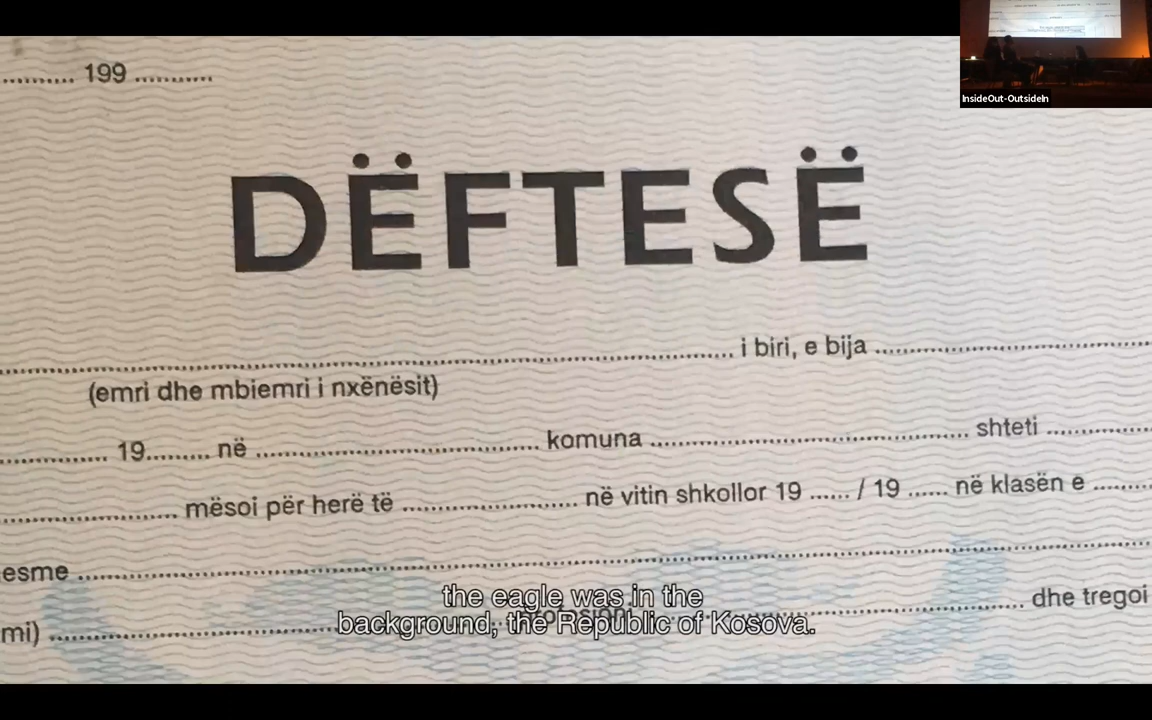 InsideOut-OutsideIn
.......... 199 ...........
DËFTESË
i biri, e bija
(emri dhe mbiemri i nxënësit)
19......... në ........ komuna ........ shteti
mësoi për herë të ........ në vitin shkollor 19 ...... / 19 ...... në klasën e
esme
the eagle was in the
dhe tregoi
background, the Republic of Kosova.
mi)